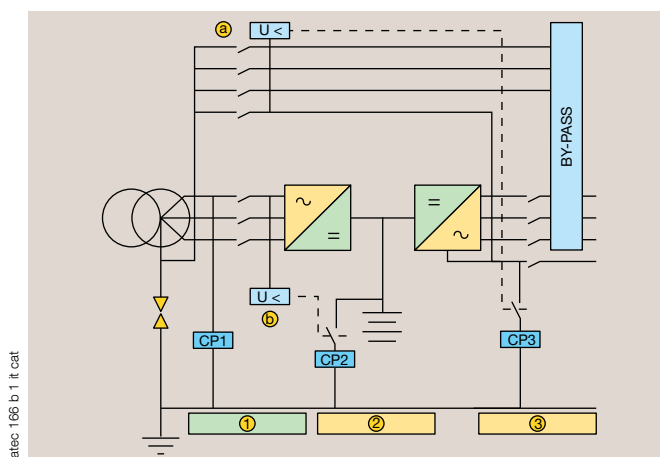 a
U <
BY-PASS
~
=
=
~
U <
b
CP1
CP2
CP3
1
2
3
atec 166 b 1 it cat